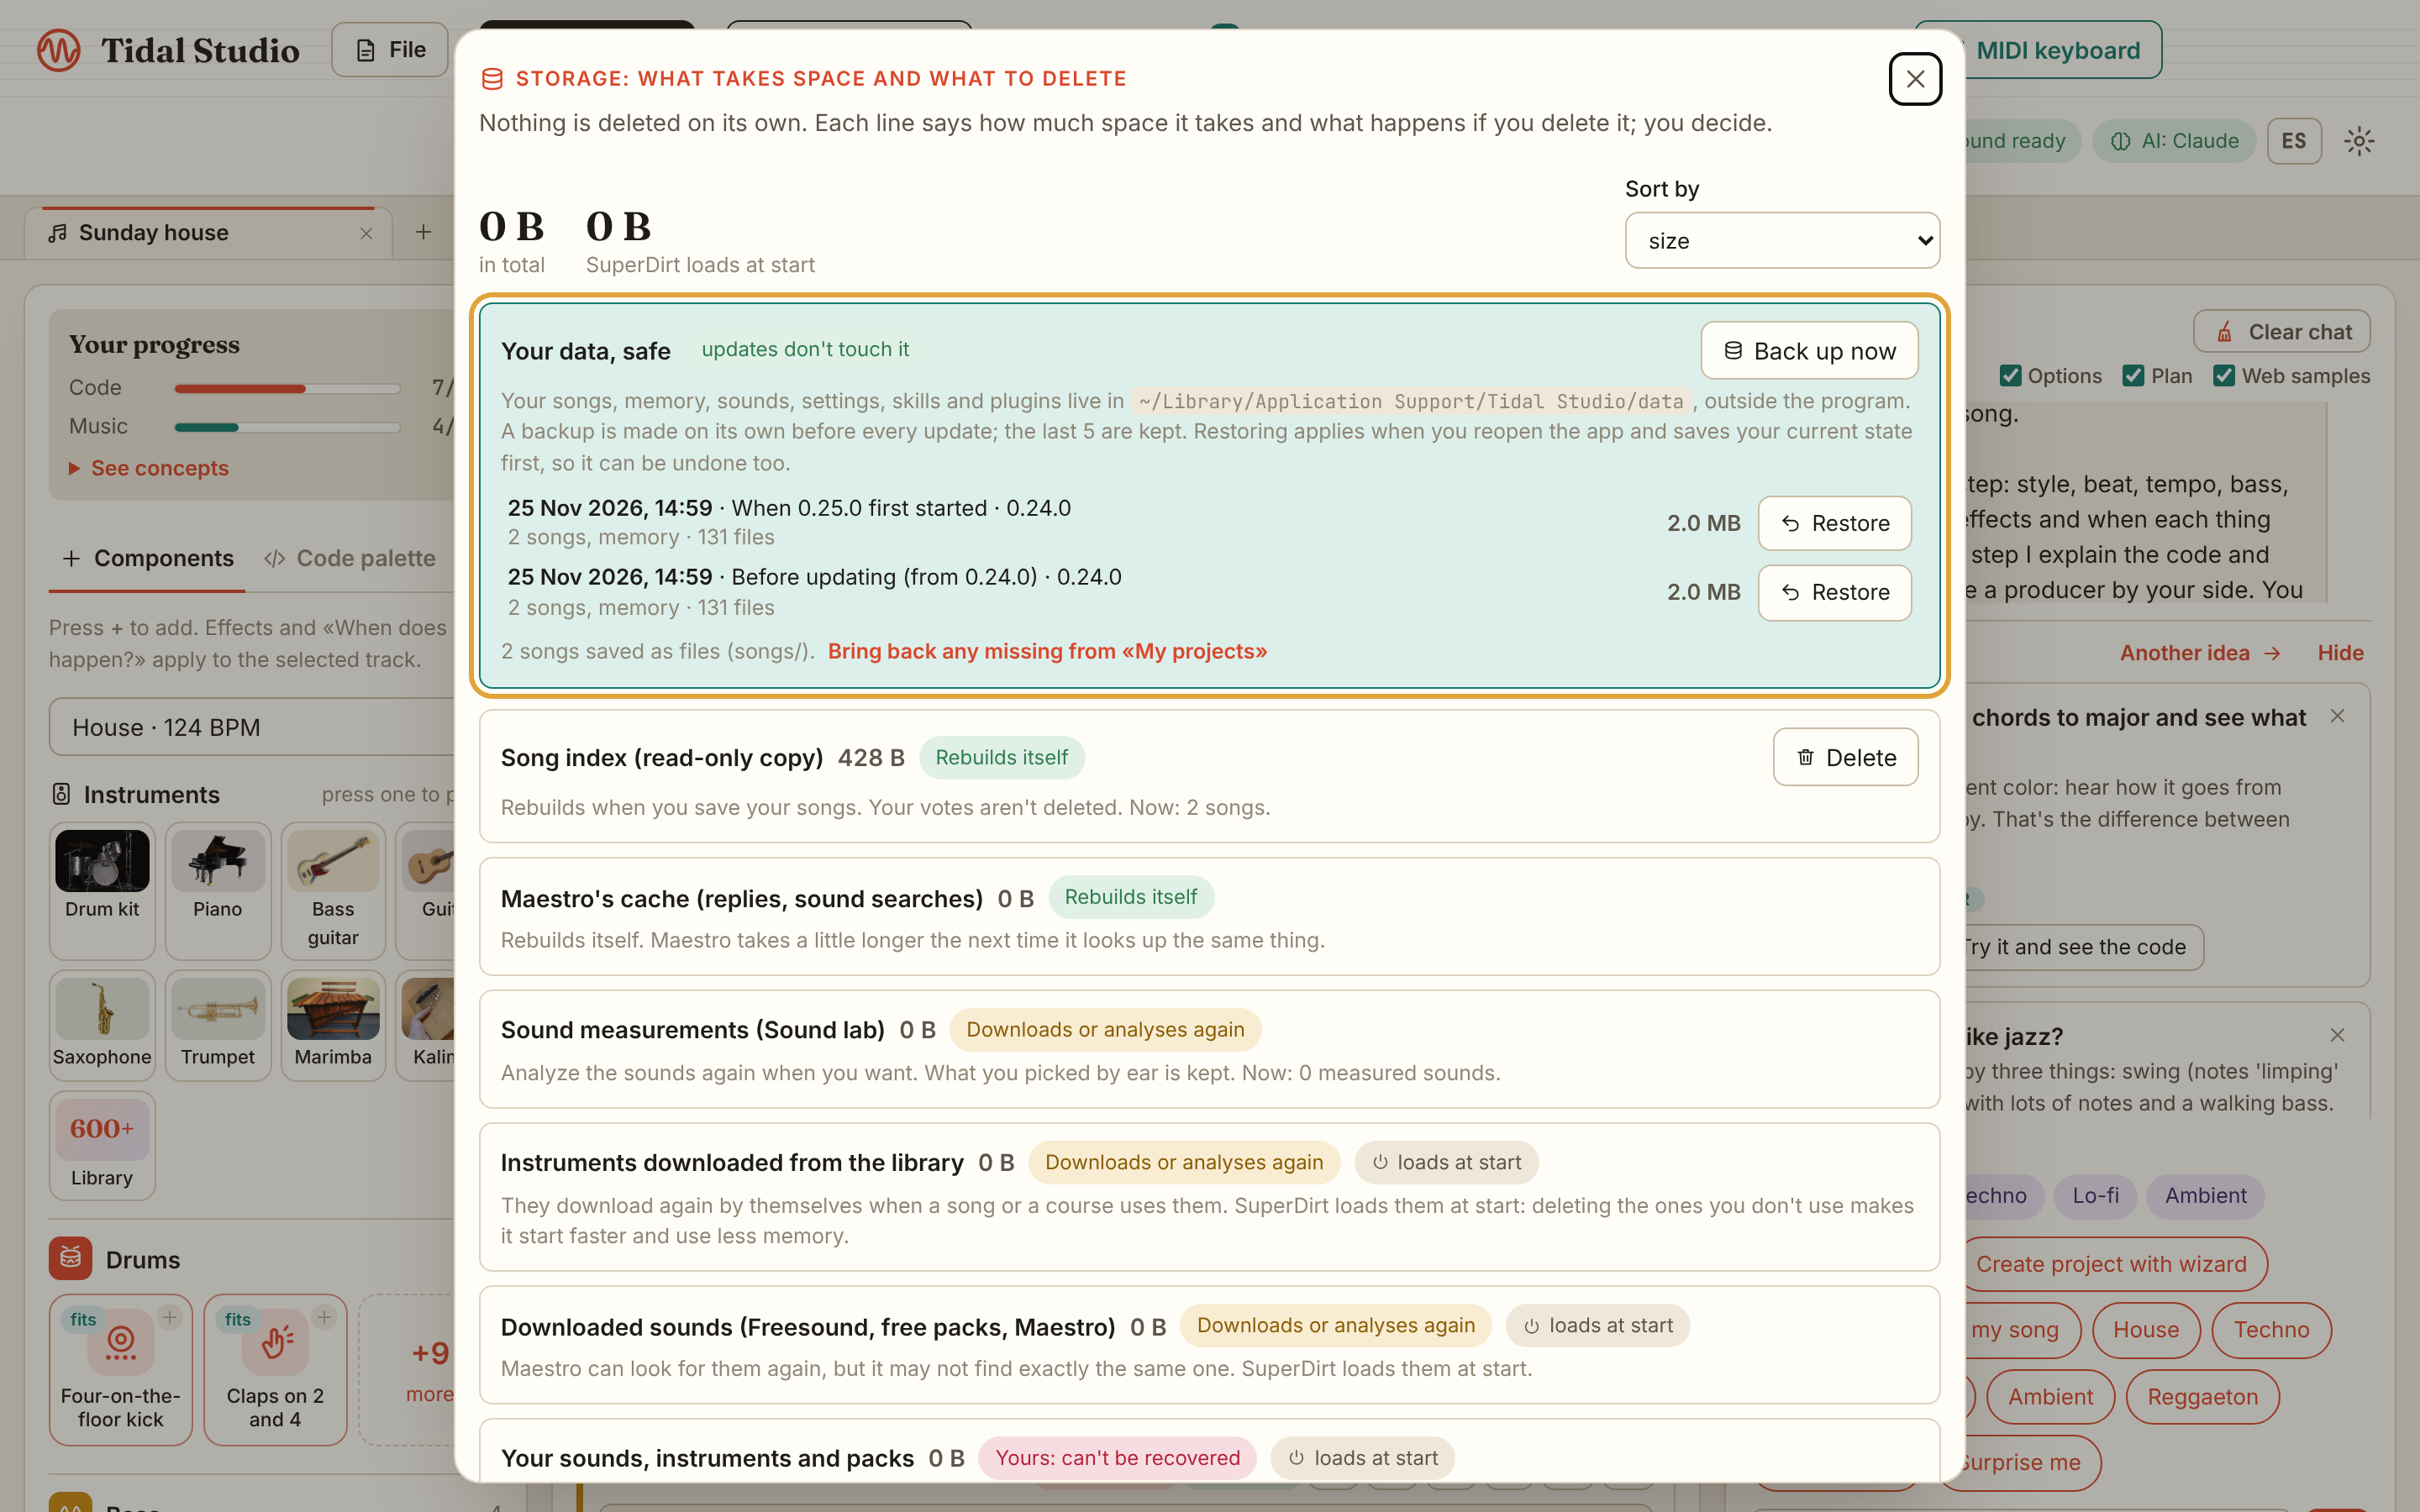 Tidal Studio
File
MIDI keyboard
ready
AI: Claude
ES
Sunday house
Your progress
Code 7/
Music 4/
See concepts
Components
Code palette
Press + to add. Effects and «When does
happen?» apply to the selected track.
House · 124 BPM
Instruments
press one to
Drum kit
Piano
Bass
guitar
Saxophone
Trumpet
Marimba
600+
Library
Drums
fits
Four-on-the-
floor kick
fits
Claps on 2
and 4
+9
more
STORAGE: WHAT TAKES SPACE AND WHAT TO DELETE
Nothing is deleted on its own. Each line says how much space it takes and what happens if you delete it; you decide.
0 B
in total
0 B
SuperDirt loads at start
Sort by
size
Your data, safe
updates don't touch it
Back up now
Your songs, memory, sounds, settings, skills and plugins live in ~/Library/Application Support/Tidal Studio/data, outside the program.
A backup is made on its own before every update; the last 5 are kept. Restoring applies when you reopen the app and saves your current state
first, so it can be undone too.
25 Nov 2026, 14:59 · When 0.25.0 first started · 0.24.0
2 songs, memory · 131 files
2.0 MB
Restore
25 Nov 2026, 14:59 · Before updating (from 0.24.0) · 0.24.0
2 songs, memory · 131 files
2.0 MB
Restore
2 songs saved as files (songs/). Bring back any missing from «My projects»
Song index (read-only copy) 428 B Rebuilds itself
Delete
Rebuilds when you save your songs. Your votes aren't deleted. Now: 2 songs.
Maestro's cache (replies, sound searches) 0 B Rebuilds itself
Rebuilds itself. Maestro takes a little longer the next time it looks up the same thing.
Sound measurements (Sound lab) 0 B Downloads or analyses again
Analyze the sounds again when you want. What you picked by ear is kept. Now: 0 measured sounds.
Instruments downloaded from the library 0 B Downloads or analyses again loads at start
They download again by themselves when a song or a course uses them. SuperDirt loads them at start: deleting the ones you don't use makes
it start faster and use less memory.
Downloaded sounds (Freesound, free packs, Maestro) 0 B Downloads or analyses again loads at start
Maestro can look for them again, but it may not find exactly the same one. SuperDirt loads them at start.
Your sounds, instruments and packs 0 B Yours: can't be recovered loads at start
Clear chat
Options
Plan
Web samples
song.
step: style, beat, tempo, bass,
effects and when each thing
step I explain the code and
a producer by your side. You
Another idea →
Hide
chords to major and see what
color: hear how it goes from
That's the difference between
Try it and see the code
like jazz?
by three things: swing (notes 'limping'
with lots of notes and a walking bass.
Lo-fi
Ambient
Create project with wizard
my song
House
Techno
Ambient
Reggaeton
Surprise me